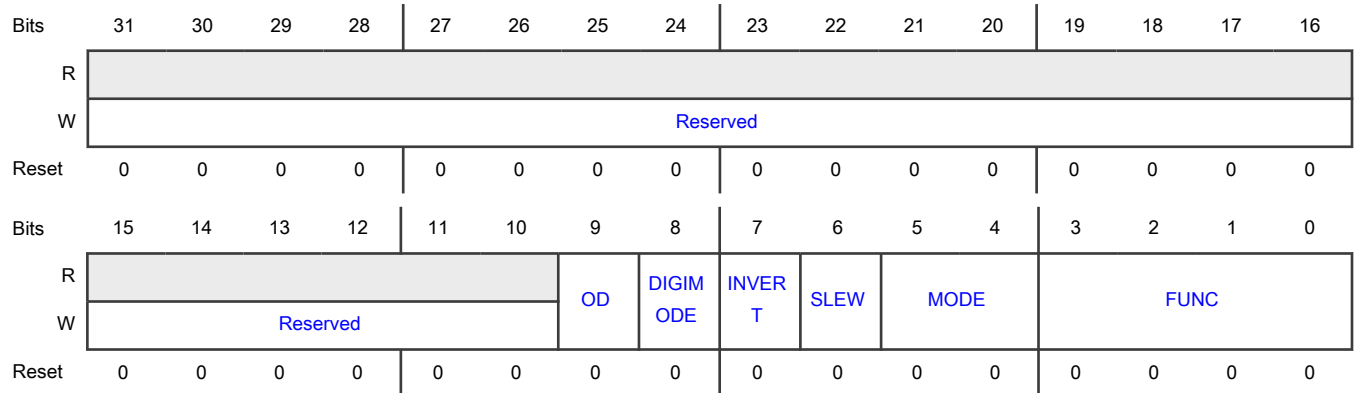 Bits 31 30 29 28 27 26 25 24 23 22 21 20 19 18 17 16
R
W Reserved
Reset 0 0 0 0 0 0 0 0 0 0 0 0 0 0 0 0
Bits 15 14 13 12 11 10 9 8 7 6 5 4 3 2 1 0
R OD DIGIM INVER SLEW MODE FUNC
ODE T
W Reserved
Reset 0 0 0 0 0 0 0 0 0 0 0 0 0 0 0 0